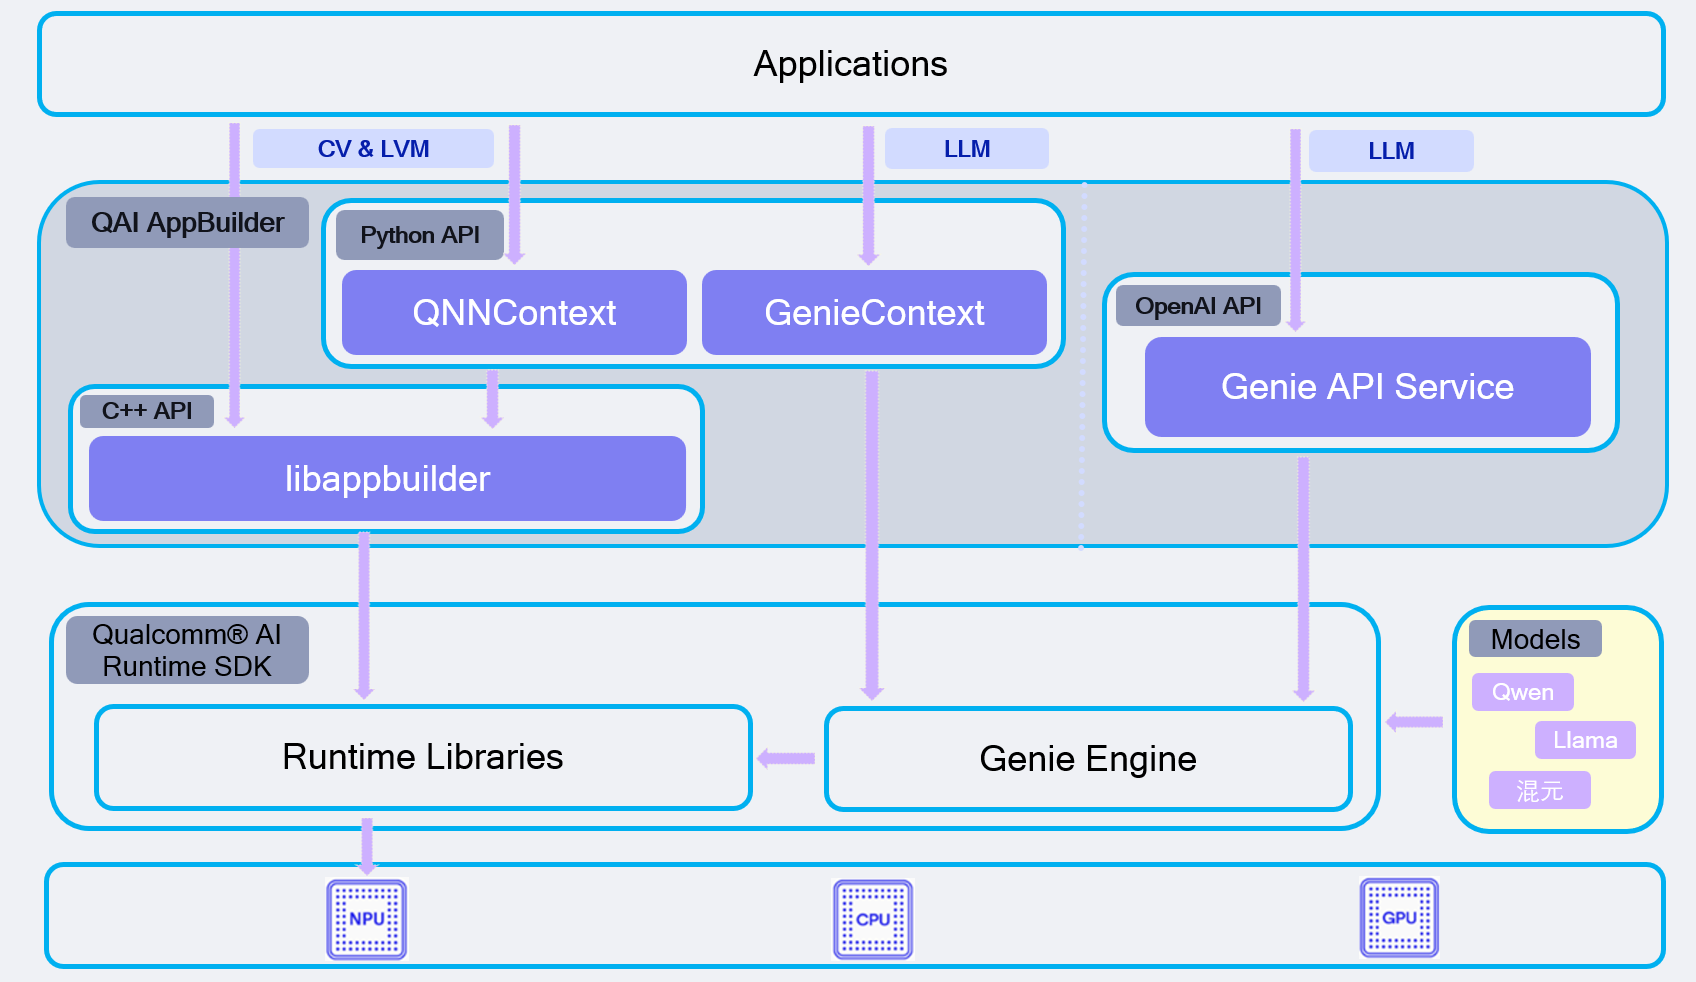 Applications
CV & LVM
LLM
LLM
QAI AppBuilder
Python API
QNNContext
GenieContext
OpenAI API
Genie API Service
C++ API
libappbuilder
Qualcomm® AI
Runtime SDK
Runtime Libraries
Genie Engine
Models
Qwen
Llama
混元
NPU
CPU
GPU